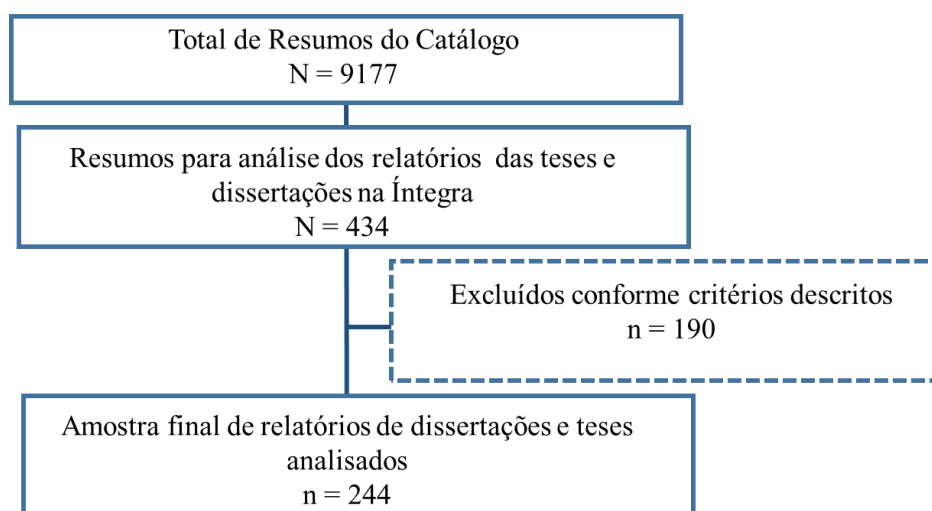 Total de Resumos do Catálogo
N = 9177
Resumos para análise dos relatórios das teses e
dissertações na Íntegra
N = 434
Excluídos conforme critérios descritos
n = 190
Amostra final de relatórios de dissertações e teses
analisados
n = 244